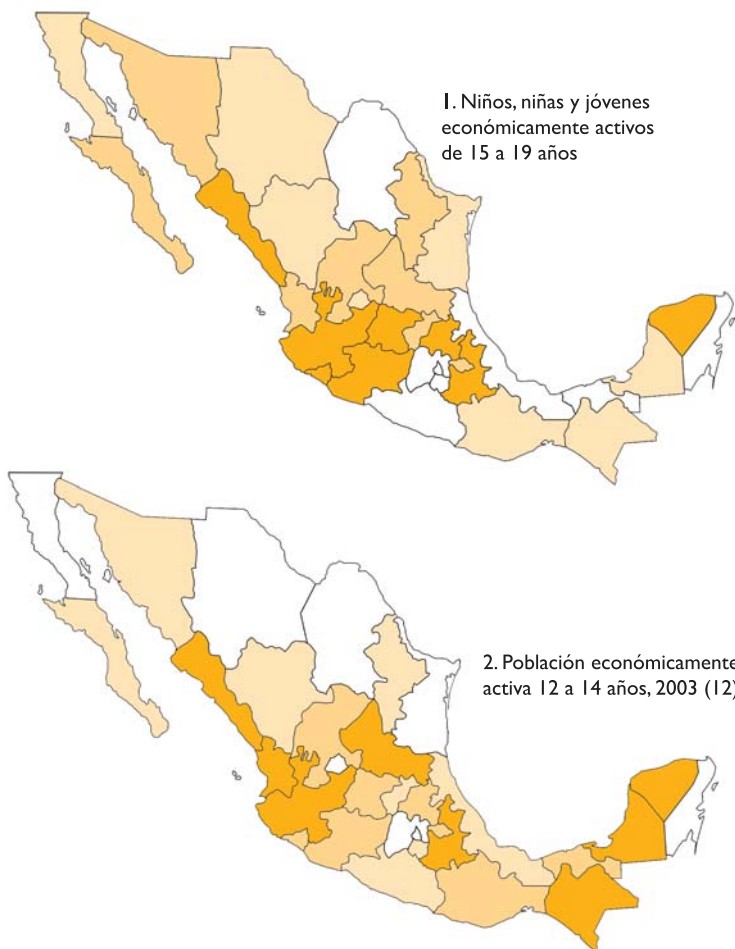 1. Niños, niñas y jóvenes
económicamente activos
de 15 a 19 años
2. Población económicamente
activa 12 a 14 años, 2003 (12)